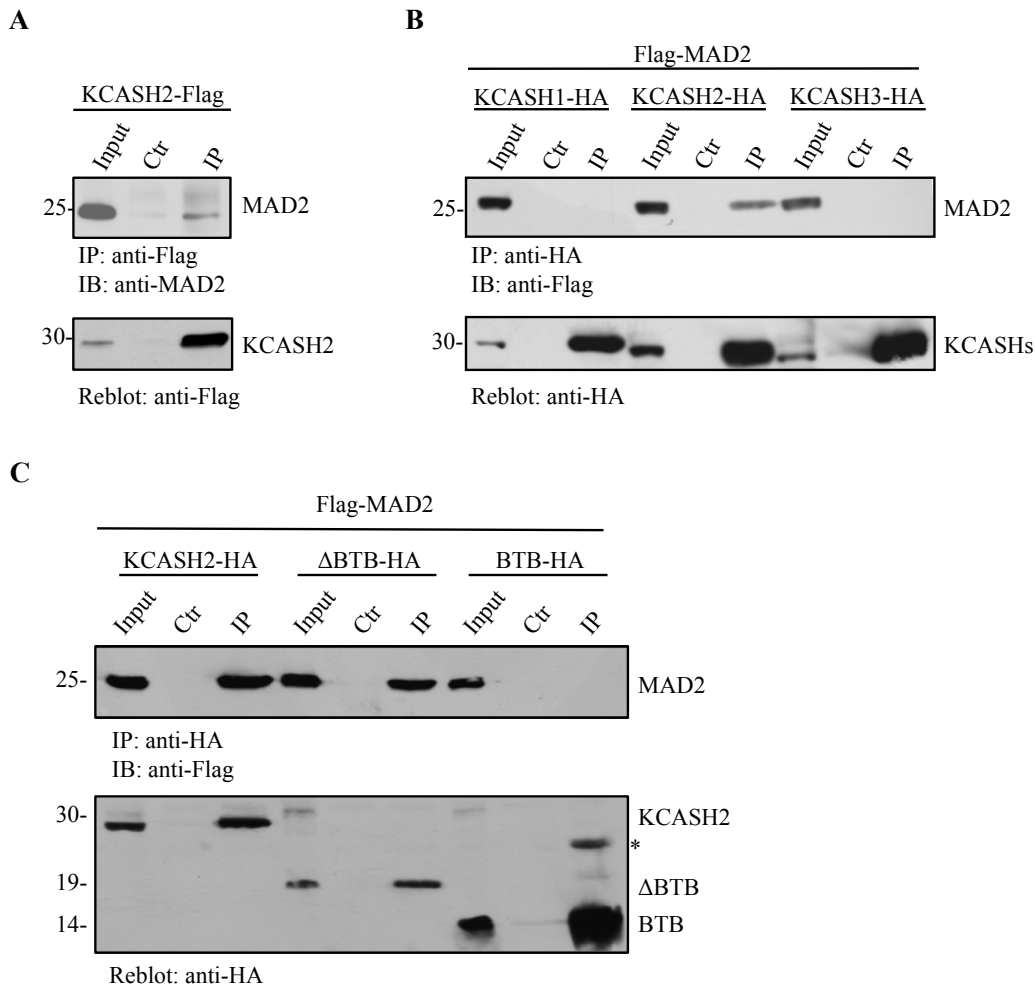 A
KCASH2-Flag
Input Ctr IP
25- MAD2
IP: anti-Flag
IB: anti-MAD2
30- KCASH2
Reblot: anti-Flag
B
Flag-MAD2
KCASH1-HA KCASH2-HA KCASH3-HA
Input Ctr IP Input Ctr IP Input Ctr IP
25- MAD2
IP: anti-HA
IB: anti-Flag
30- KCASHs
Reblot: anti-HA
C
Flag-MAD2
KCASH2-HA ΔBTB-HA BTB-HA
Input Ctr IP Input Ctr IP Input Ctr IP
25- MAD2
IP: anti-HA
IB: anti-Flag
30- KCASH2
*
19- ΔBTB
14- BTB
Reblot: anti-HA